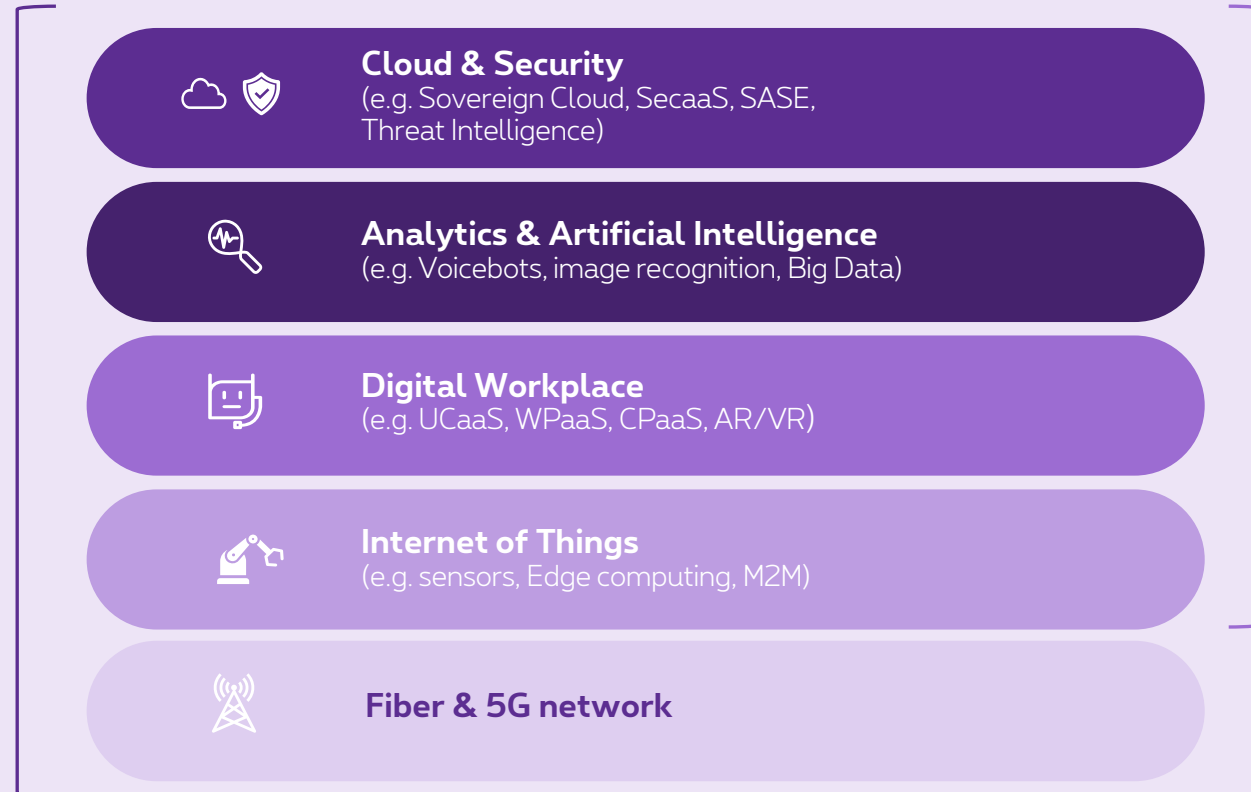 Cloud & Security
(e.g. Sovereign Cloud, SecaaS, SASE,
Threat Intelligence)
Analytics & Artificial Intelligence
(e.g. Voicebots, image recognition, Big Data)
Digital Workplace
(e.g. UCaaS, WPaaS, CPaaS, AR/VR)
Internet of Things
(e.g. sensors, Edge computing, M2M)
Fiber & 5G network